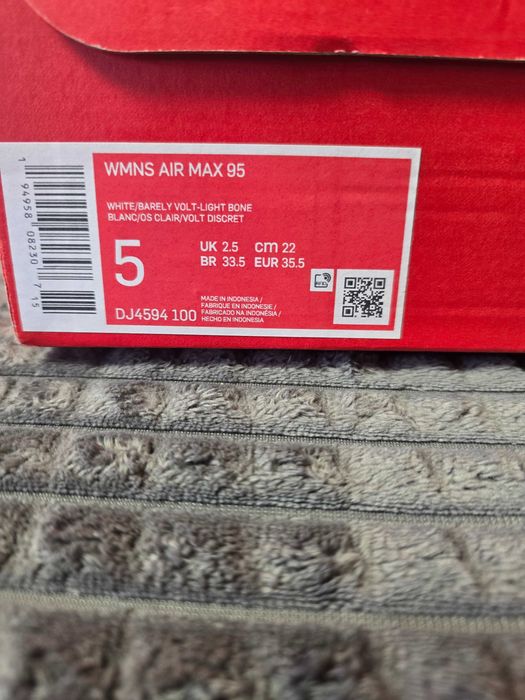 WMNS AIR MAX 95
WHITE/BARELY VOLT-LIGHT BONE
BLANC/OS CLAIR/VOLT DISCRET
5
UK 2.5 cm 22
BR 33.5 EUR 35.5
DJ4594 100
MADE IN INDONESIA /
FABRIQUE EN INDONESIE /
FABRICADO NA INDONÉSIA /
HECHO EN INDONESIA
RFID
1 94958 08230 7 15